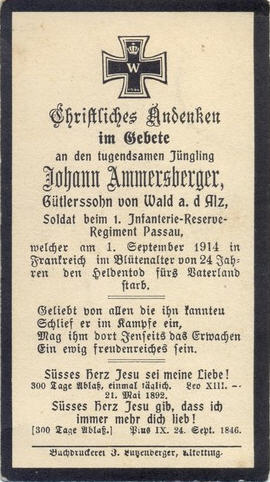 W
Christliches Andenken
im Gebete
an den tugendsamen Jüngling
Johann Ammersberger,
Gütlerssohn von Wald a. d Alz,
Soldat beim 1. Infanterie-Reserve-
Regiment Passau,
welcher am 1. September 1914 in
Frankreich im Blütenalter von 24 Jah-
ren den Heldentod fürs Vaterland
starb.
Geliebt von allen die ihn kannten
Schlief er im Kampfe ein,
Mag ihm dort Jenseits das Erwachen
Ein ewig freudenreiches sein.
Süsses Herz Jesu sei meine Liebe!
300 Tage Ablaß, einmal täglich. Leo XIII. —
21. Mai 1892.
Süsses Herz Jesu gib, dass ich
immer mehr dich lieb!
[300 Tage Ablaß.] Pius IX. 24. Sept. 1846.
Buchdruckerei J. Lutzenberger, Altötting.